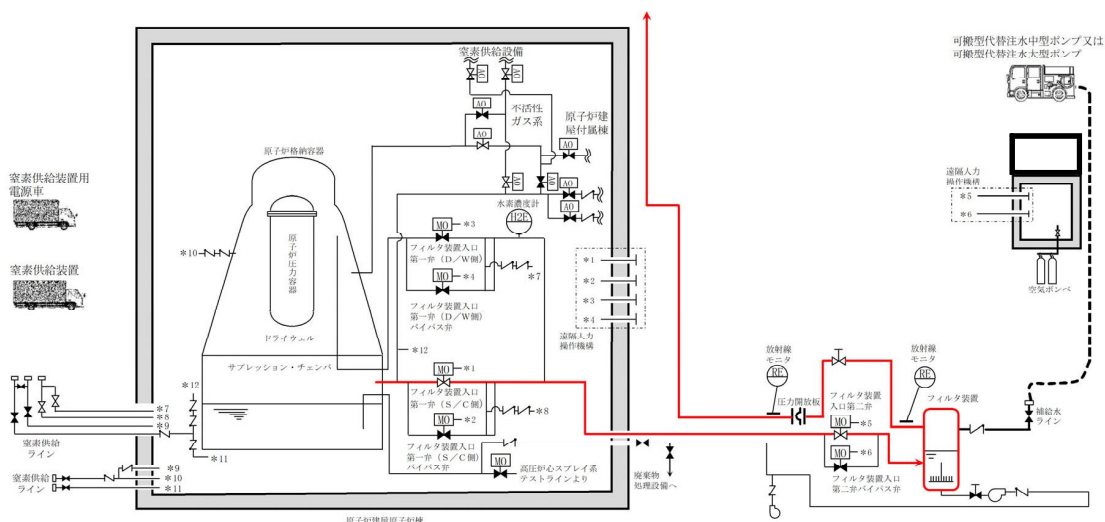 可搬型代替注水中型ポンプ又は
可搬型代替注水大型ポンプ
窒素供給設備
AO
AO
AO
不活性
ガス系
原子炉建
屋付属棟
AO
AO
原子炉格納容器
AO
AO
AO
AO
窒素供給装置用
電源車
遠隔人力
操作機構
*5
*6
水素濃度計
H2E
MO
*3
フィルタ装置入口
第一弁(D/W側)
MO
*4
*7
フィルタ装置入口
第一弁(D/W側)
バイパス弁
*10
原子炉圧力容器
*1
*2
*3
*4
遠隔人力
操作機構
窒素供給装置
空気ボンベ
ドライウェル
サプレッション・チェンバ
*12
MO
*1
フィルタ装置入口
第一弁(S/C側)
MO
*2
*8
フィルタ装置入口
第一弁(S/C側)
バイパス弁
放射線
モニタ
RE
放射線
モニタ
RE
圧力開放板
フィルタ装置
入口第二弁
MO
*5
フィルタ装置
補給水
ライン
MO
*6
フィルタ装置入口
第二弁バイパス弁
*12
*7
*8
*9
*11
窒素供給
ライン
*9
*10
*11
窒素供給
ライン
MO
高圧炉心スプレイ系
テストラインより
廃棄物
処理設備へ
原子炉建屋原子炉棟